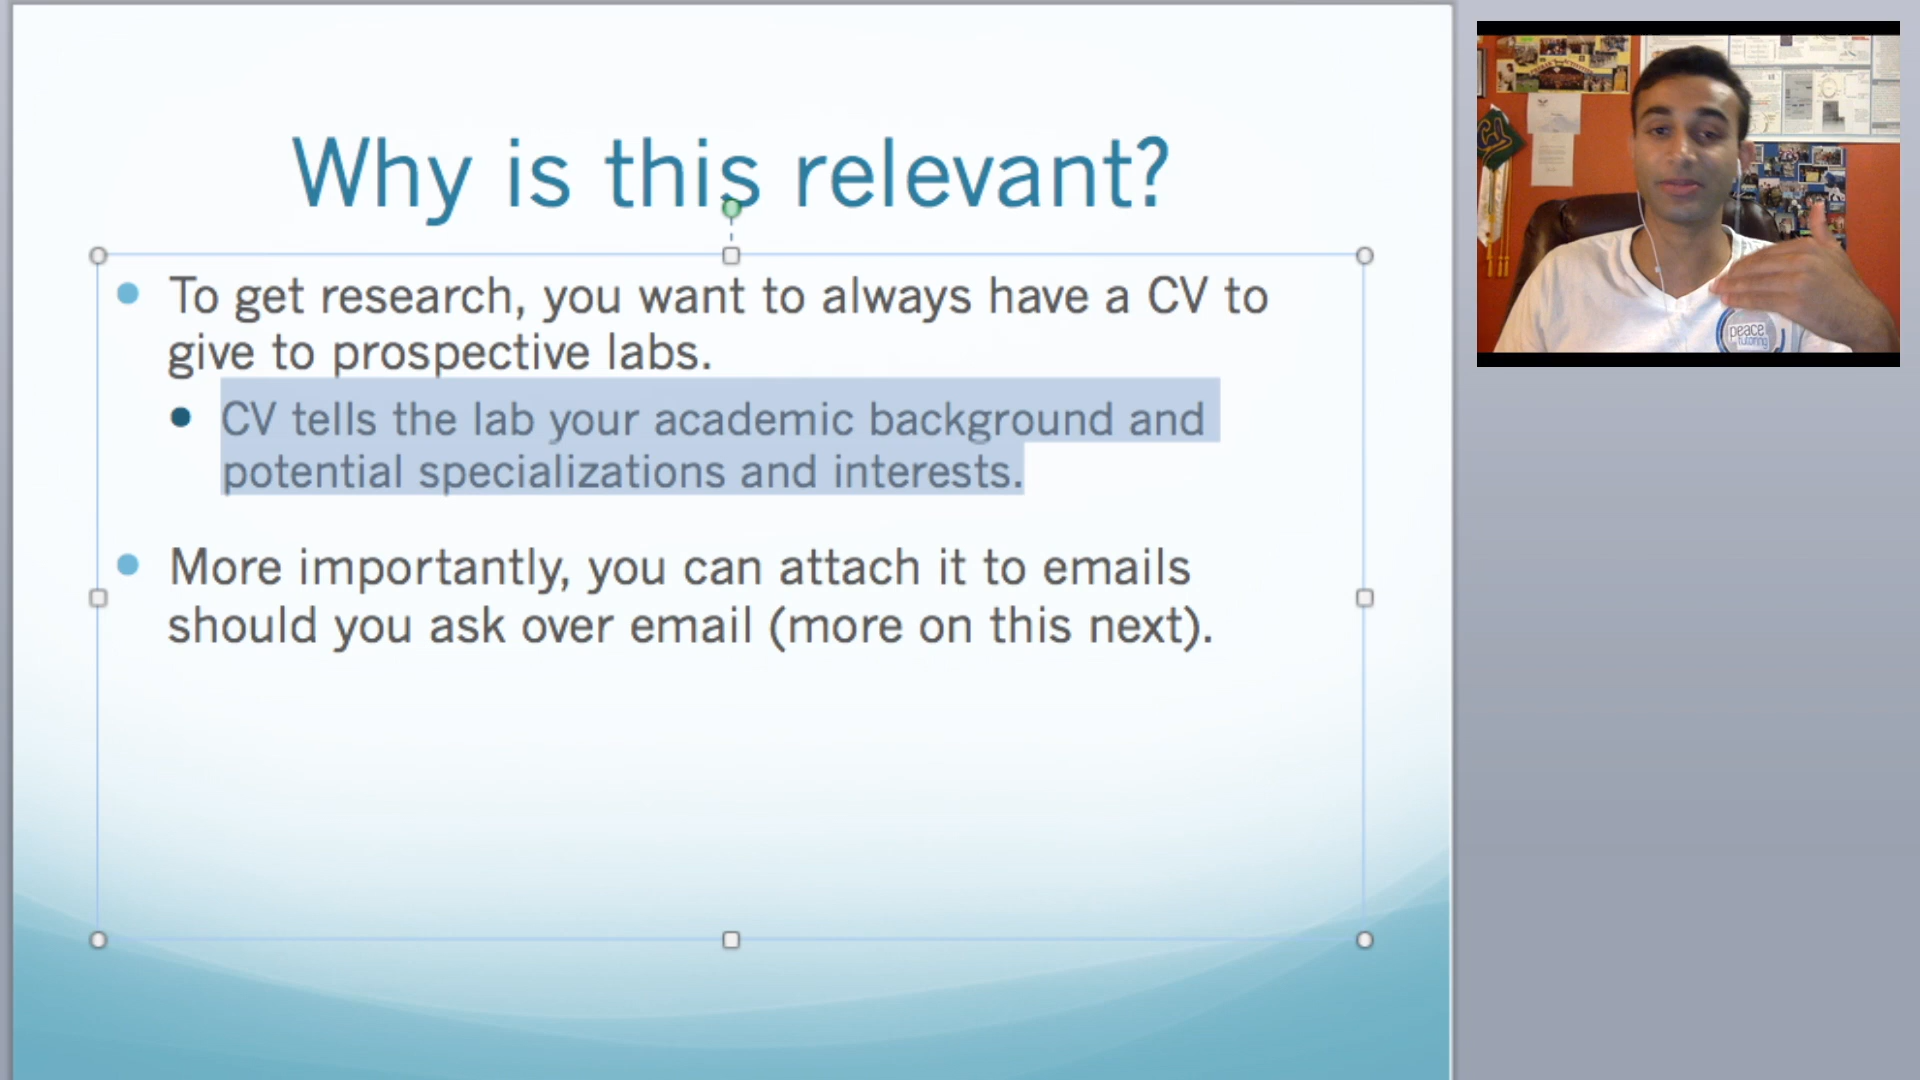 Why is this relevant?
To get research, you want to always have a CV to
give to prospective labs.
CV tells the lab your academic background and
potential specializations and interests.
More importantly, you can attach it to emails
should you ask over email (more on this next).
peace
tutoring